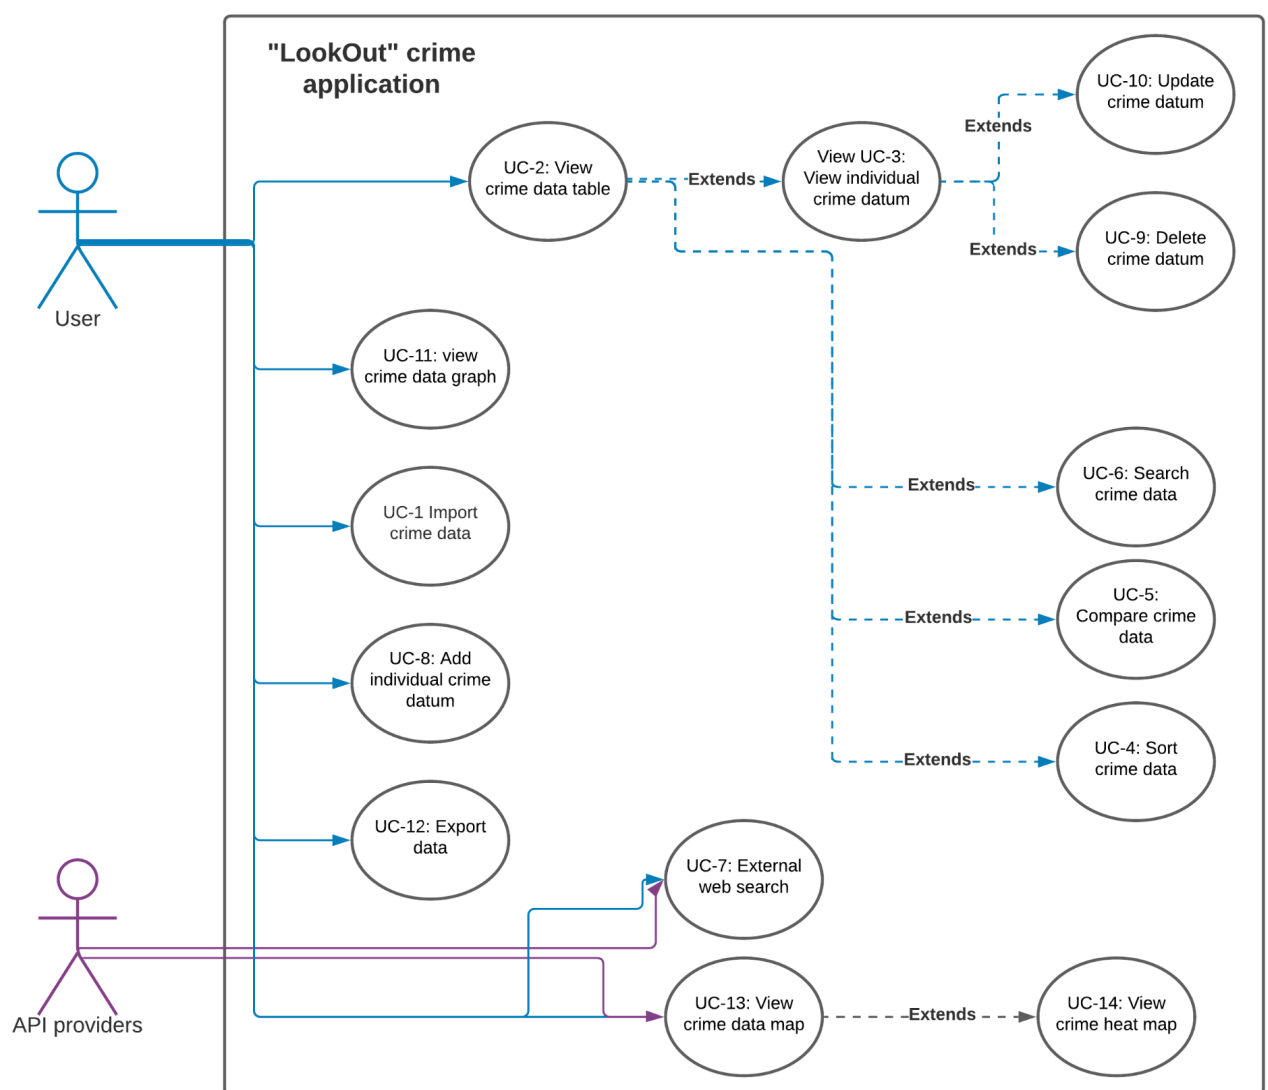 "LookOut" crime
application
UC-10: Update
crime datum
Extends
UC-2: View
crime data table
Extends
View UC-3:
View individual
crime datum
UC-9: Delete
crime datum
Extends
User
UC-11: view
crime data graph
UC-6: Search
crime data
Extends
UC-1 Import
crime data
UC-5:
Compare crime
data
Extends
UC-8: Add
individual crime
datum
UC-4: Sort
crime data
Extends
UC-12: Export
data
UC-7: External
web search
API providers
UC-13: View
crime data map
Extends
UC-14: View
crime heat map